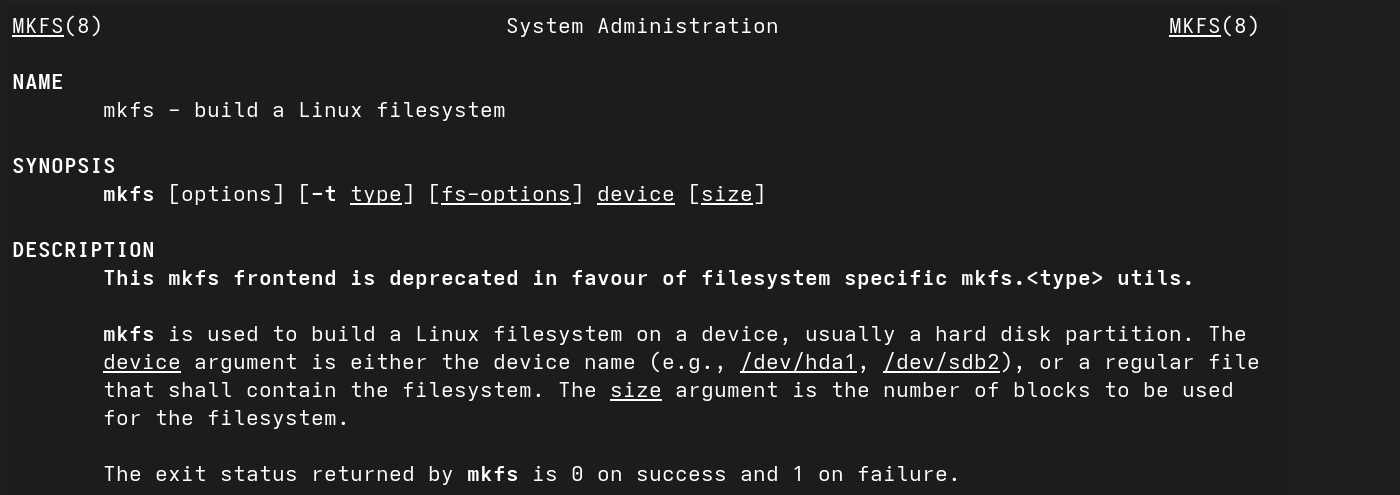 MKFS(8) System Administration MKFS(8)
NAME
mkfs - build a Linux filesystem
SYNOPSIS
mkfs [options] [-t type] [fs-options] device [size]
DESCRIPTION
This mkfs frontend is deprecated in favour of filesystem specific mkfs.<type> utils.
mkfs is used to build a Linux filesystem on a device, usually a hard disk partition. The
device argument is either the device name (e.g., /dev/hda1, /dev/sdb2), or a regular file
that shall contain the filesystem. The size argument is the number of blocks to be used
for the filesystem.
The exit status returned by mkfs is 0 on success and 1 on failure.